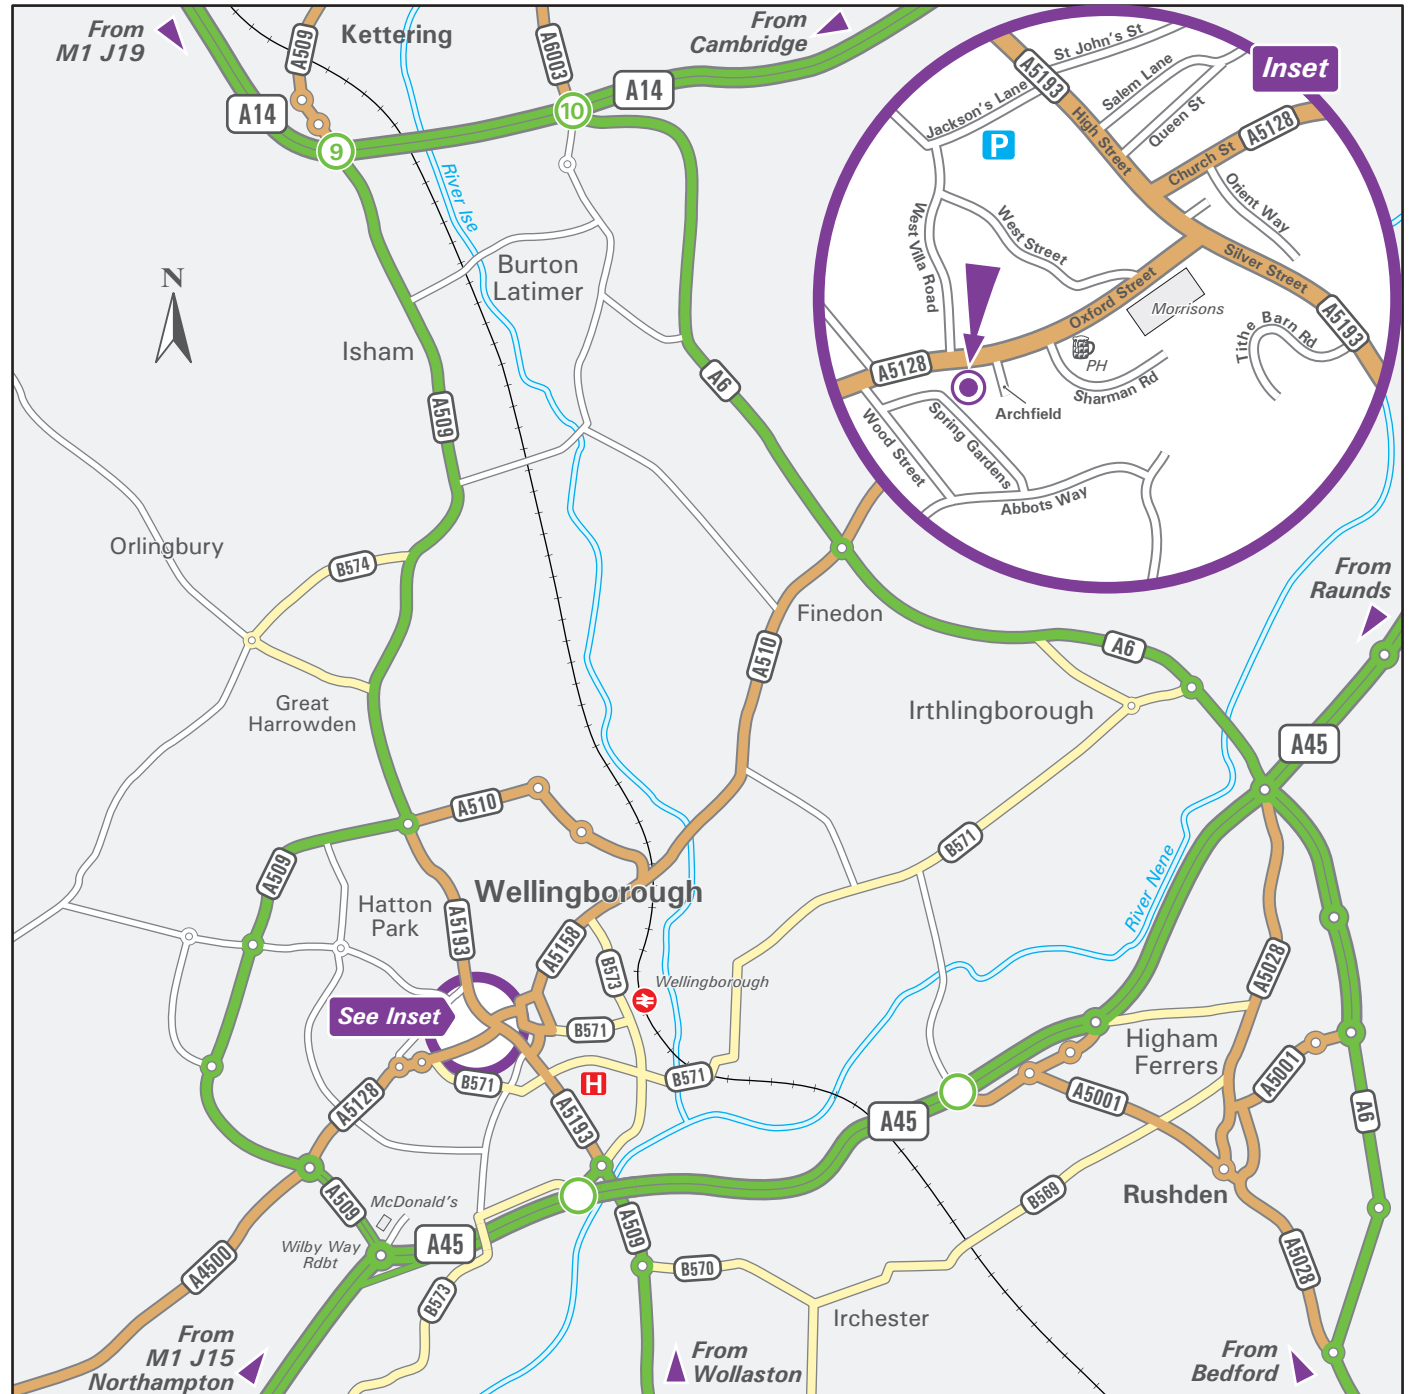 From
M1 J19
A509
Kettering
A6003
From
Cambridge
A14
A14
10
9
River Ise
N
Burton
Latimer
Isham
A6
A509
Orlingbury
B574
Finedon
A510
Great
Harrowden
A510
A509
Hatton
Park
Wellingborough
A5193
A5158
B573
Wellingborough
See Inset
B571
B571
B571
H
A5128
A5193
A509
McDonald's
Wilby Way
Rdbt
A45
A4500
B573
From
M1 J15
Northampton
A509
B570
From
Wollaston
Irchester
B569
A45
A6
Irthlingborough
B571
River Nene
A45
From
Raunds
A5028
Higham
Ferrers
A5001
A5001
A6
Rushden
A5028
From
Bedford
Inset
St John's St
A5193
Salem Lane
Jackson's Lane
P
High Street
Queen St
A5128
Church St
Orient Way
West Villa Road
West Street
Silver Street
Oxford Street
Morrisons
A5193
Tithe Barn Rd
PH
A5128
Sharman Rd
Archfield
Spring Gardens
Wood Street
Abbots Way